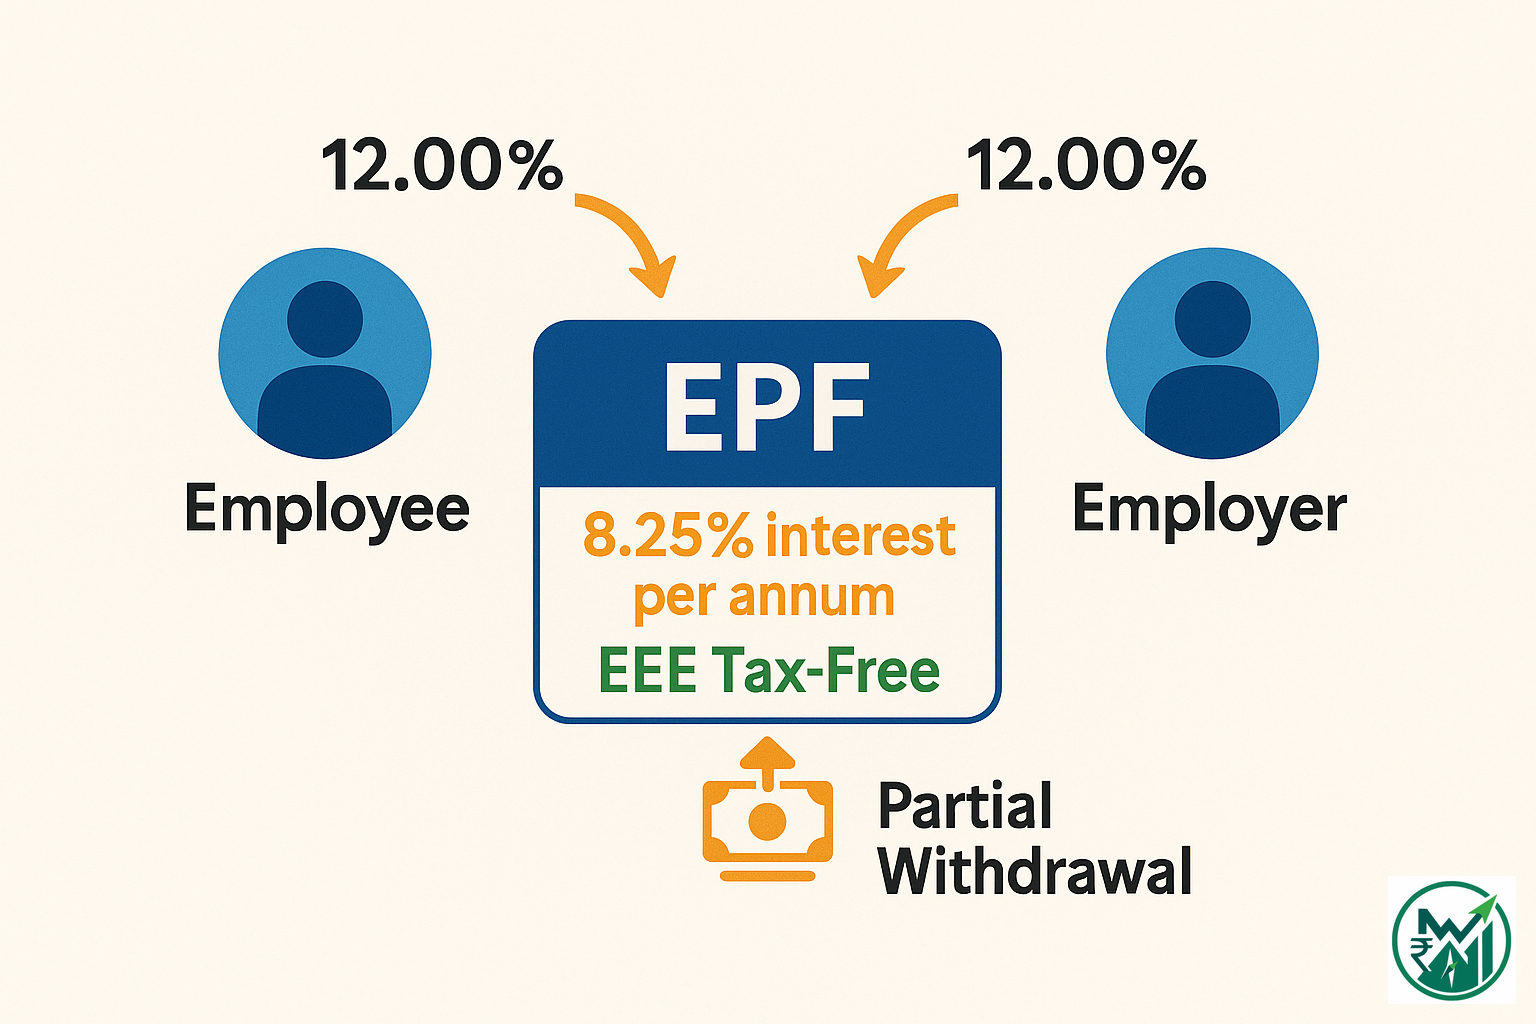 12.00%
12.00%
Employee
Employer
EPF
8.25% interest
per annum
EEE Tax-Free
Partial
Withdrawal
₹